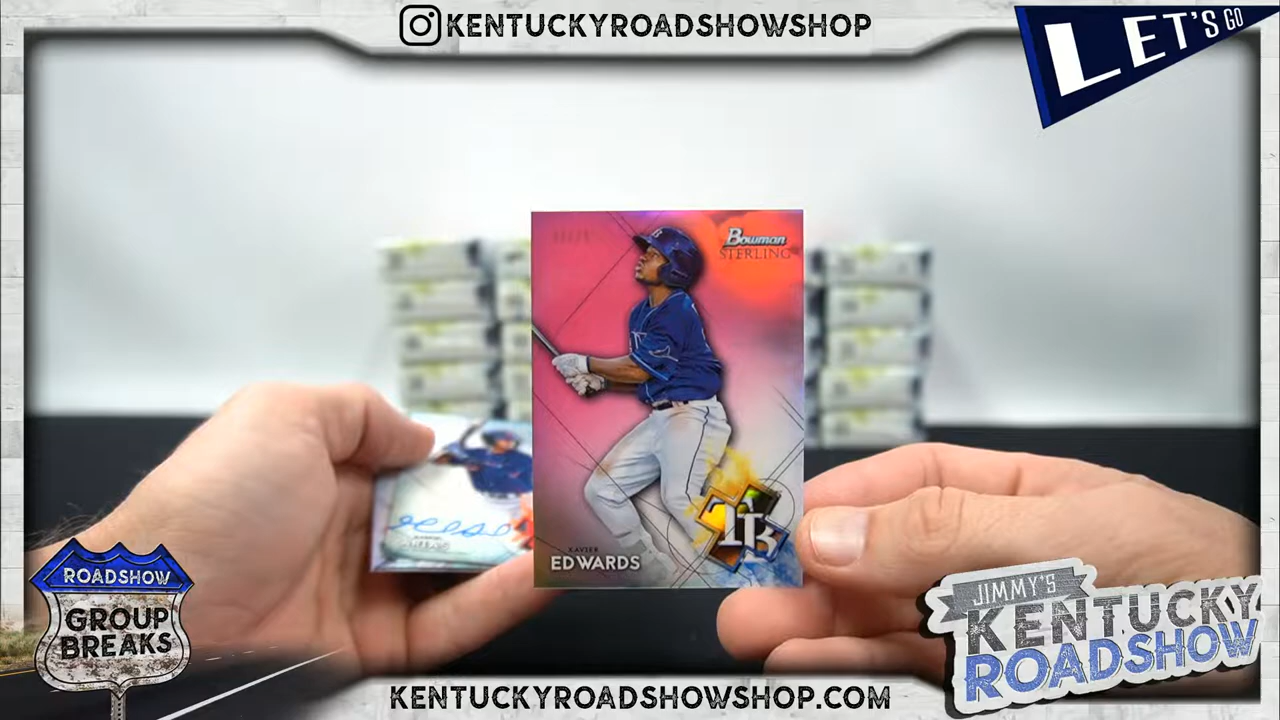 KENTUCKYROADSHOWSHOP
LET'S GO
Bowman
STERLING
TB
XAVIER
EDWARDS
ROADSHOW
GROUP
BREAKS
JIMMY'S
KENTUCKY
ROADSHOW
KENTUCKYROADSHOWSHOP.COM